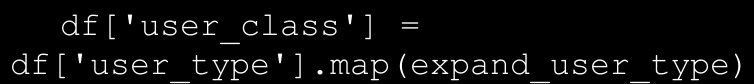 df['user_class'] =
df['user_type'].map(expand_user_type)